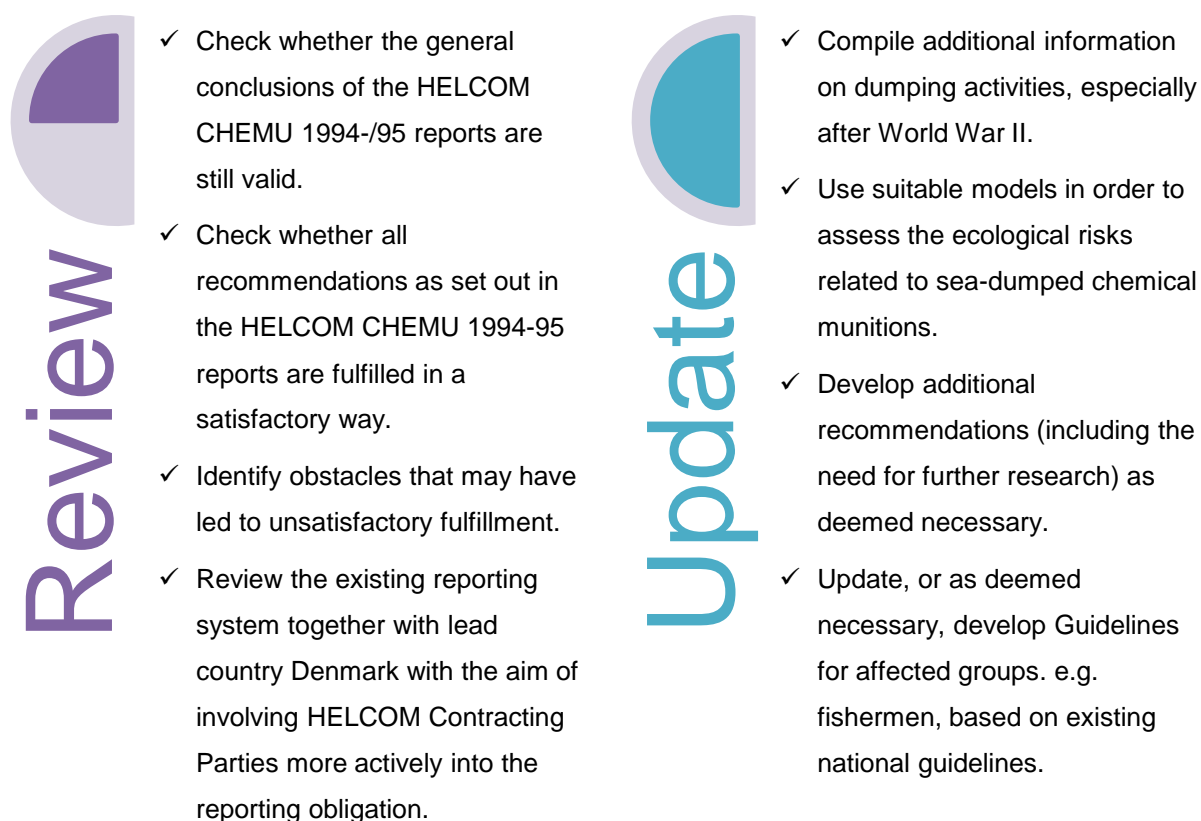 Review
✓ Check whether the general
conclusions of the HELCOM
CHEMU 1994-/95 reports are
still valid.
✓ Check whether all
recommendations as set out in
the HELCOM CHEMU 1994-95
reports are fulfilled in a
satisfactory way.
✓ Identify obstacles that may have
led to unsatisfactory fulfillment.
✓ Review the existing reporting
system together with lead
country Denmark with the aim of
involving HELCOM Contracting
Parties more actively into the
reporting obligation.
Update
✓ Compile additional information
on dumping activities, especially
after World War II.
✓ Use suitable models in order to
assess the ecological risks
related to sea-dumped chemical
munitions.
✓ Develop additional
recommendations (including the
need for further research) as
deemed necessary.
✓ Update, or as deemed
necessary, develop Guidelines
for affected groups. e.g.
fishermen, based on existing
national guidelines.